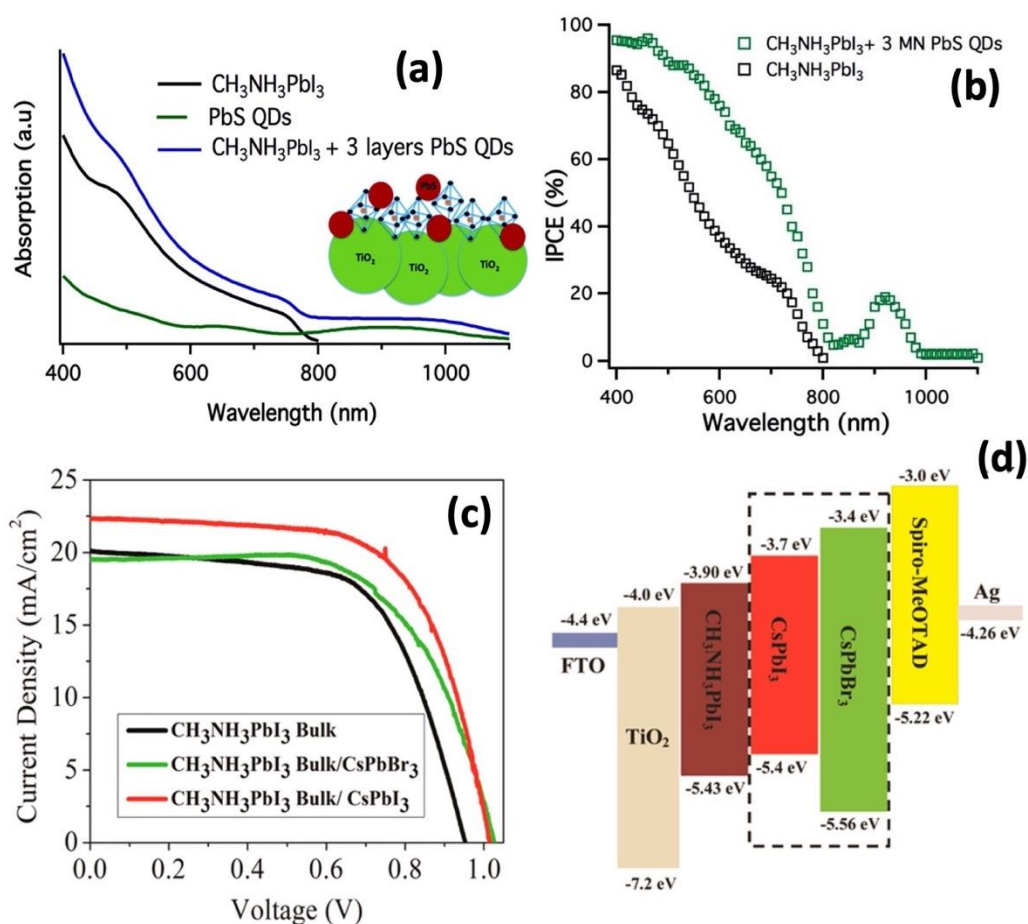 (a)
CH₃NH₃PbI₃
PbS QDs
CH₃NH₃PbI₃ + 3 layers PbS QDs
PbS
TiO₂
TiO₂
TiO₂
Absorption (a.u)
400
600
800
1000
Wavelength (nm)
(b)
CH₃NH₃PbI₃+ 3 MN PbS QDs
CH₃NH₃PbI₃
IPCE (%)
100
80
60
40
20
0
400
600
800
1000
Wavelength (nm)
(c)
Current Density (mA/cm²)
25
20
15
10
5
0
CH₃NH₃PbI₃ Bulk
CH₃NH₃PbI₃ Bulk/CsPbBr₃
CH₃NH₃PbI₃ Bulk/ CsPbI₃
0.0
0.2
0.4
0.6
0.8
1.0
Voltage (V)
(d)
-4.4 eV
FTO
-4.0 eV
TiO₂
-7.2 eV
-3.90 eV
CH₃NH₃PbI₃
-5.43 eV
-3.7 eV
CsPbI₃
-5.4 eV
-3.4 eV
CsPbBr₃
-5.56 eV
-3.0 eV
Spiro-MeOTAD
-5.22 eV
Ag
-4.26 eV